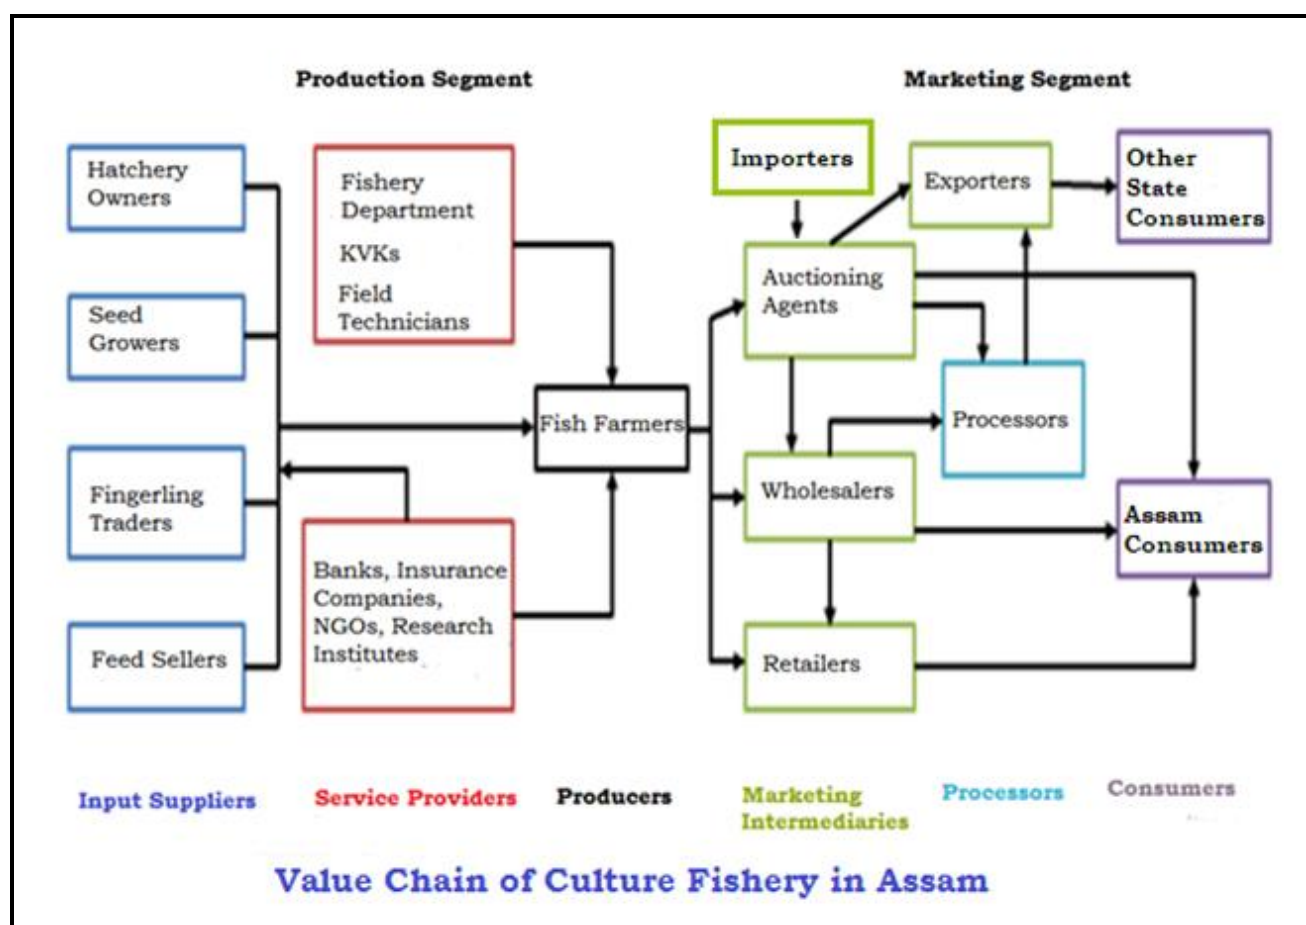 Production Segment
Marketing Segment
Hatchery
Owners
Seed
Growers
Fingerling
Traders
Feed Sellers
Fishery
Department
KVKs
Field
Technicians
Banks, Insurance
Companies,
NGOs, Research
Institutes
Fish Farmers
Importers
Exporters
Other
State
Consumers
Auctioning
Agents
Processors
Wholesalers
Assam
Consumers
Retailers
Input Suppliers
Service Providers
Producers
Marketing
Intermediaries
Processors
Consumers
Value Chain of Culture Fishery in Assam